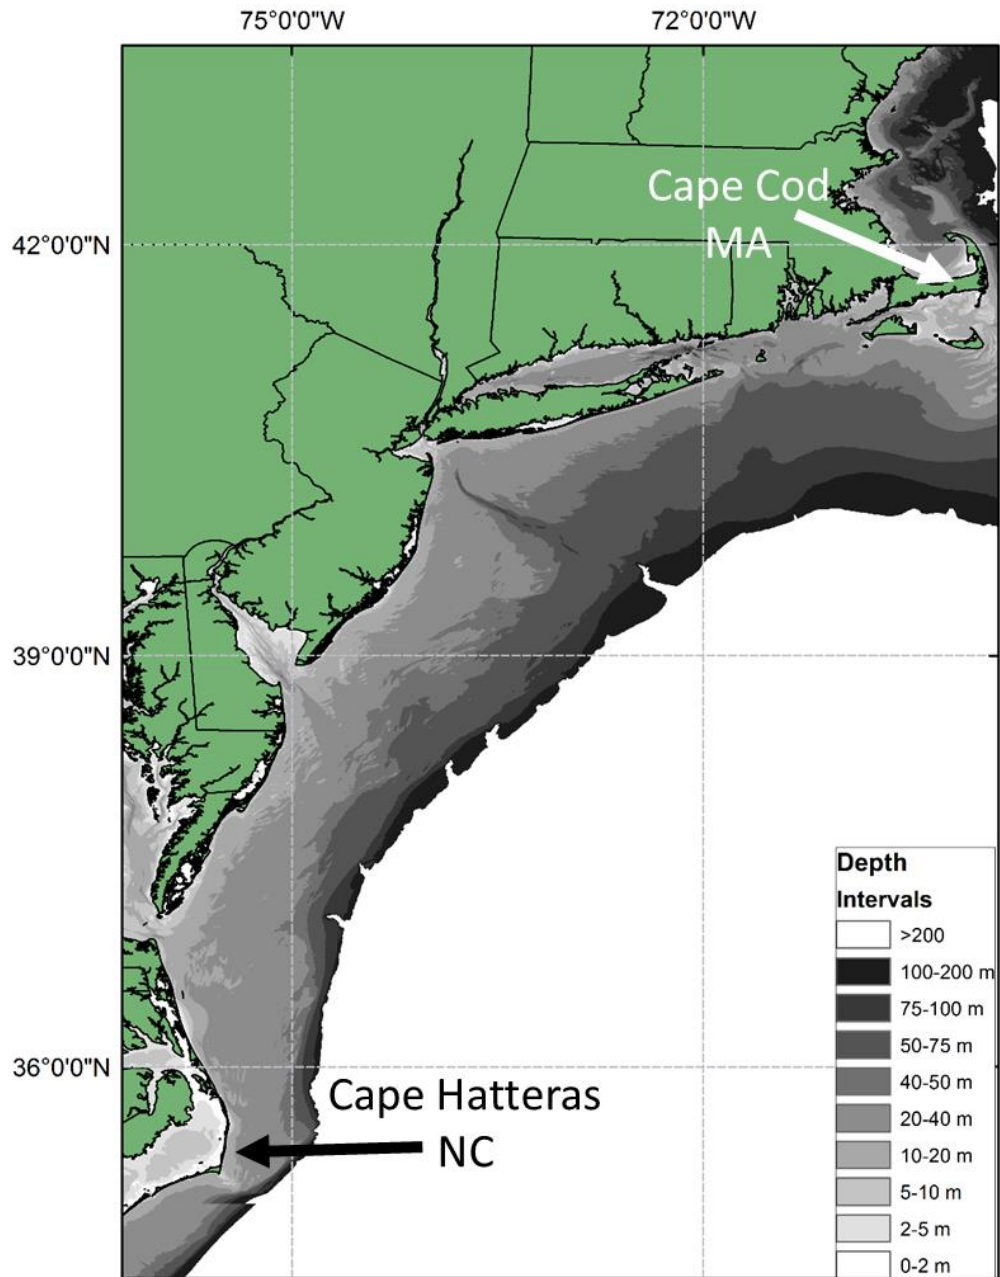 75°0'0"W 72°0'0"W
Cape Cod
42°0'0"N
MA
39°0'0"N
Depth
Intervals
>200
100-200 m
75-100 m
50-75 m
40-50 m
20-40 m
10-20 m
5-10 m
2-5 m
0-2 m
36°0'0"N
Cape Hatteras
NC